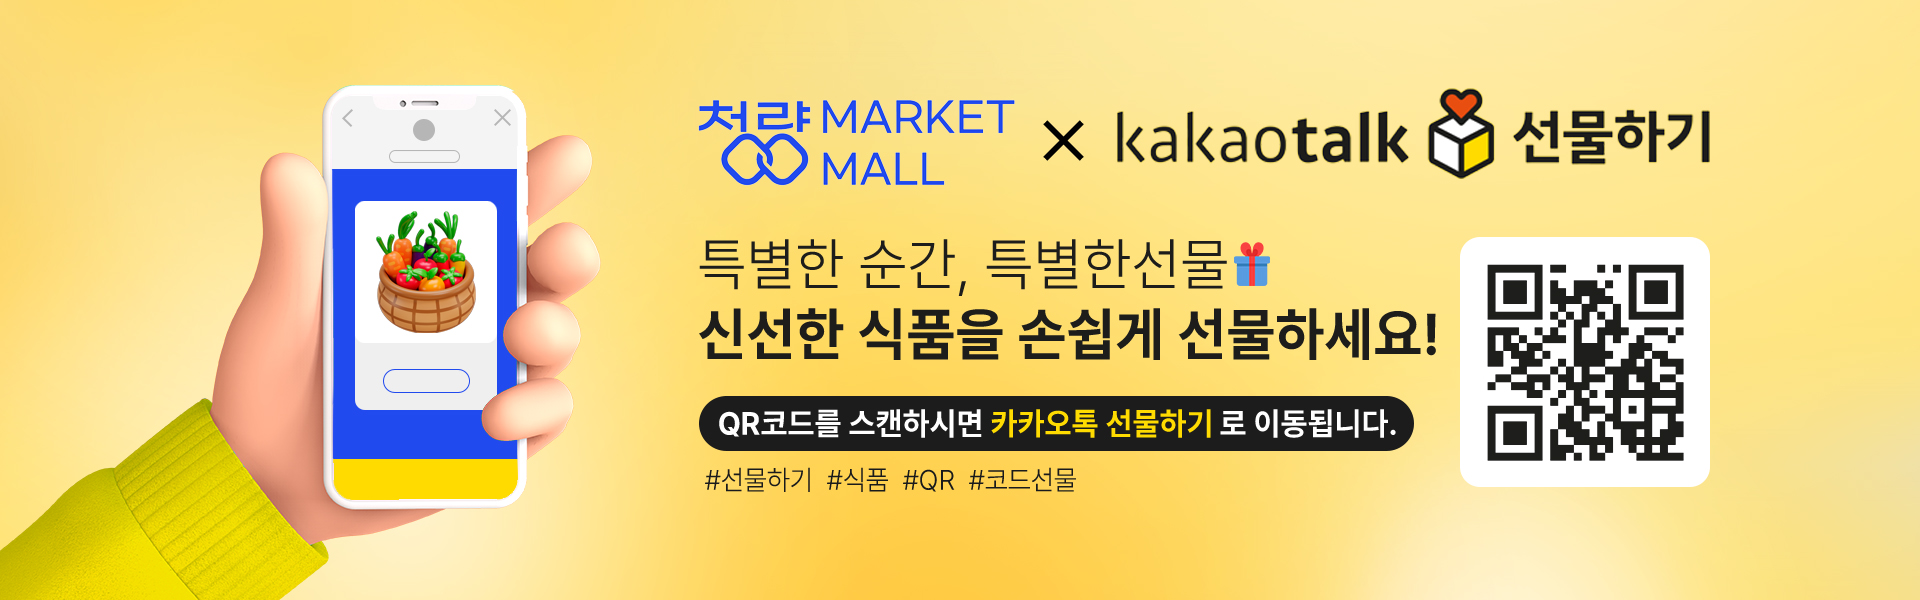 청량 MARKET MALL × kakaotalk 선물하기
특별한 순간, 특별한선물
신선한 식품을 손쉽게 선물하세요!
QR코드를 스캔하시면 카카오톡 선물하기 로 이동됩니다.
#선물하기 #식품 #QR #코드선물